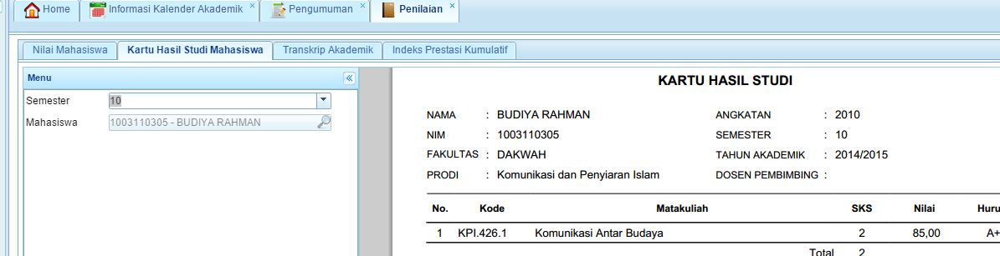 Home Informasi Kalender Akademik × Pengumuman × Penilaian ×
Nilai Mahasiswa Kartu Hasil Studi Mahasiswa Transkrip Akademik Indeks Prestasi Kumulatif
Menu «
Semester 10
Mahasiswa 1003110305 - BUDIYA RAHMAN
KARTU HASIL STUDI
NAMA : BUDIYA RAHMAN ANGKATAN : 2010
NIM : 1003110305 SEMESTER : 10
FAKULTAS : DAKWAH TAHUN AKADEMIK : 2014/2015
PRODI : Komunikasi dan Penyiaran Islam DOSEN PEMBIMBING :
No. Kode Matakuliah SKS Nilai Huru
1 KPI.426.1 Komunikasi Antar Budaya 2 85,00 A+
Total 2